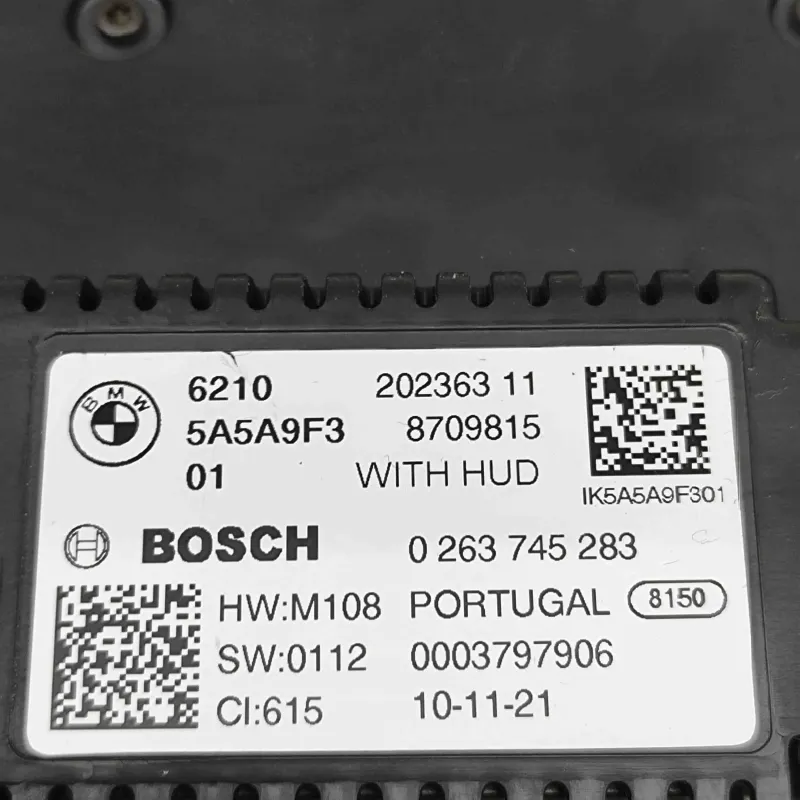 BMW
6210 202363 11
5A5A9F3 8709815
01 WITH HUD
IK5A5A9F301
BOSCH 0 263 745 283
HW:M108 PORTUGAL 8150
SW:0112 0003797906
CI:615 10-11-21